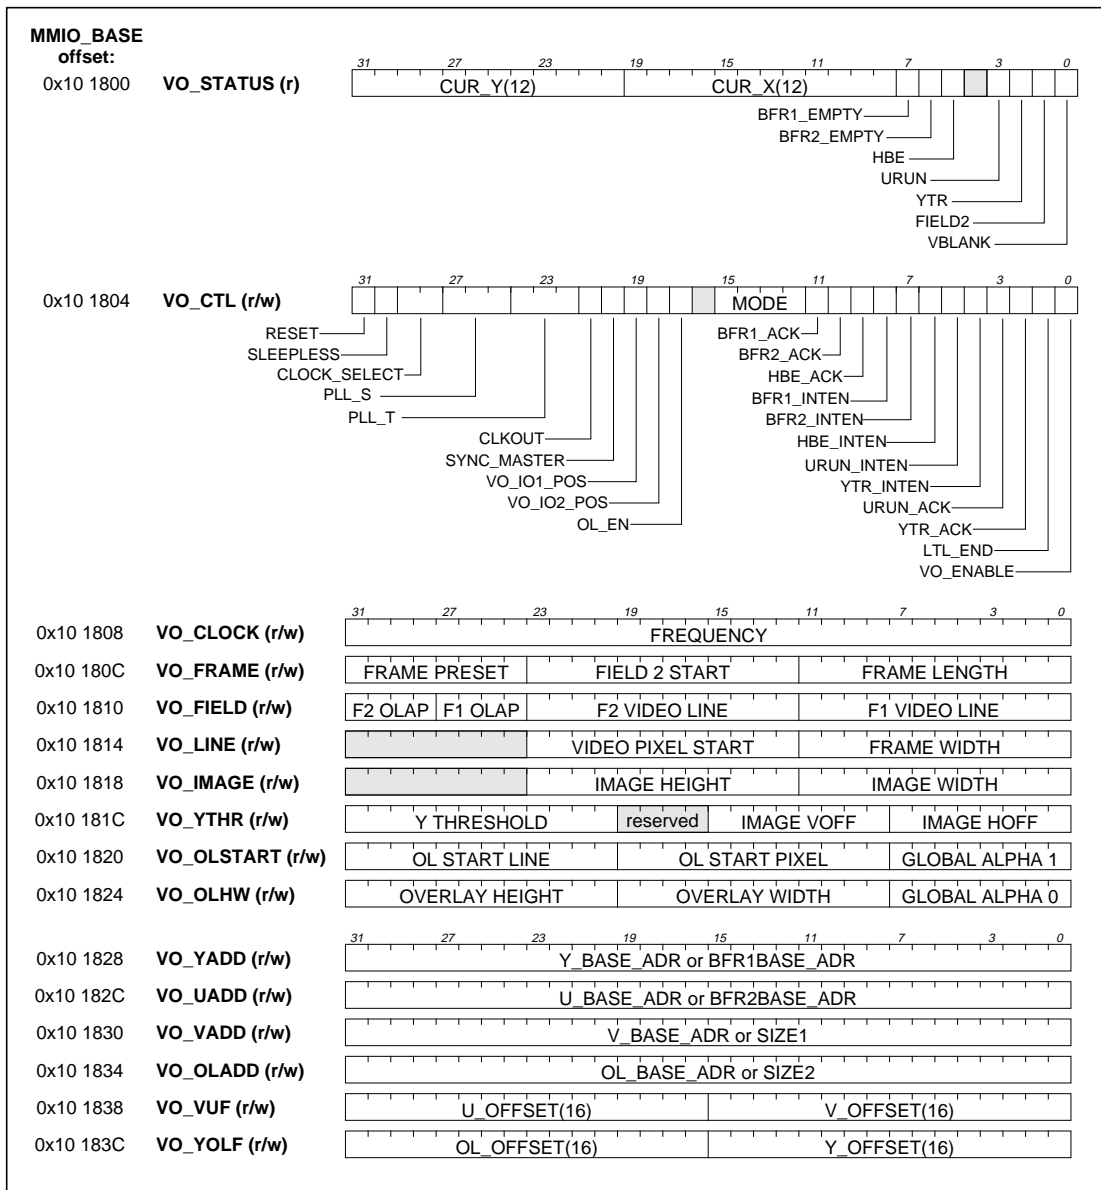 MMIO_BASE
offset:
31 27 23 19 15 11 7 3 0
0x10 1800 VO_STATUS (r) CUR_Y(12) CUR_X(12)
BFR1_EMPTY
BFR2_EMPTY
HBE
URUN
YTR
FIELD2
VBLANK
31 27 23 19 15 11 7 3 0
0x10 1804 VO_CTL (r/w) MODE
RESET BFR1_ACK
SLEEPLESS BFR2_ACK
CLOCK_SELECT HBE_ACK
PLL_S BFR1_INTEN
PLL_T BFR2_INTEN
CLKOUT HBE_INTEN
SYNC_MASTER URUN_INTEN
VO_IO1_POS YTR_INTEN
VO_IO2_POS URUN_ACK
OL_EN YTR_ACK
LTL_END
VO_ENABLE
31 27 23 19 15 11 7 3 0
0x10 1808 VO_CLOCK (r/w) FREQUENCY
0x10 180C VO_FRAME (r/w) FRAME PRESET FIELD 2 START FRAME LENGTH
0x10 1810 VO_FIELD (r/w) F2 OLAP F1 OLAP F2 VIDEO LINE F1 VIDEO LINE
0x10 1814 VO_LINE (r/w) VIDEO PIXEL START FRAME WIDTH
0x10 1818 VO_IMAGE (r/w) IMAGE HEIGHT IMAGE WIDTH
0x10 181C VO_YTHR (r/w) Y THRESHOLD reserved IMAGE VOFF IMAGE HOFF
0x10 1820 VO_OLSTART (r/w) OL START LINE OL START PIXEL GLOBAL ALPHA 1
0x10 1824 VO_OLHW (r/w) OVERLAY HEIGHT OVERLAY WIDTH GLOBAL ALPHA 0
31 27 23 19 15 11 7 3 0
0x10 1828 VO_YADD (r/w) Y_BASE_ADR or BFR1BASE_ADR
0x10 182C VO_UADD (r/w) U_BASE_ADR or BFR2BASE_ADR
0x10 1830 VO_VADD (r/w) V_BASE_ADR or SIZE1
0x10 1834 VO_OLADD (r/w) OL_BASE_ADR or SIZE2
0x10 1838 VO_VUF (r/w) U_OFFSET(16) V_OFFSET(16)
0x10 183C VO_YOLF (r/w) OL_OFFSET(16) Y_OFFSET(16)